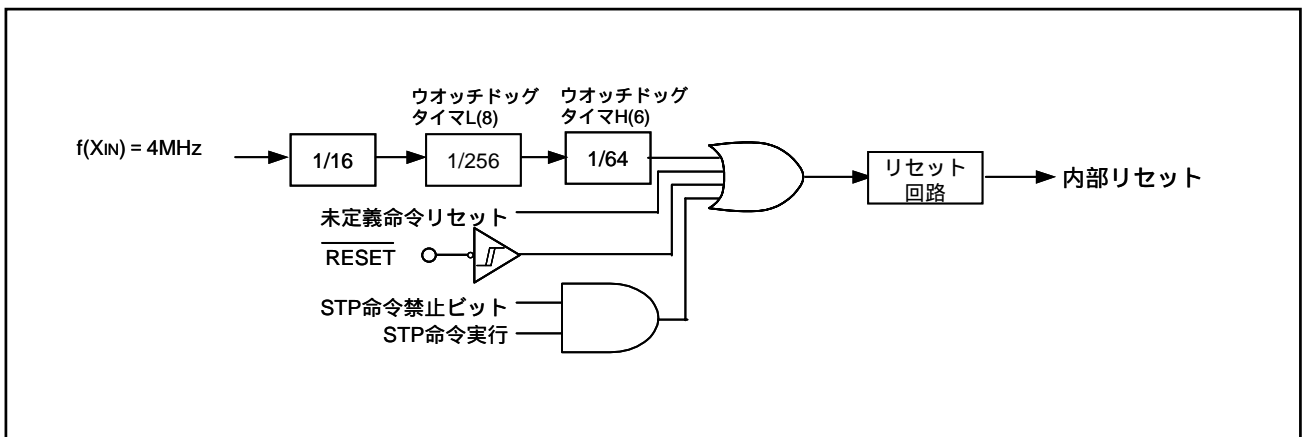 ウオッチドッグ
タイマL(8)
ウオッチドッグ
タイマH(6)
f(XIN) = 4MHz
1/16
1/256
1/64
リセット
回路
内部リセット
未定義命令リセット
RESET
STP命令禁止ビット
STP命令実行